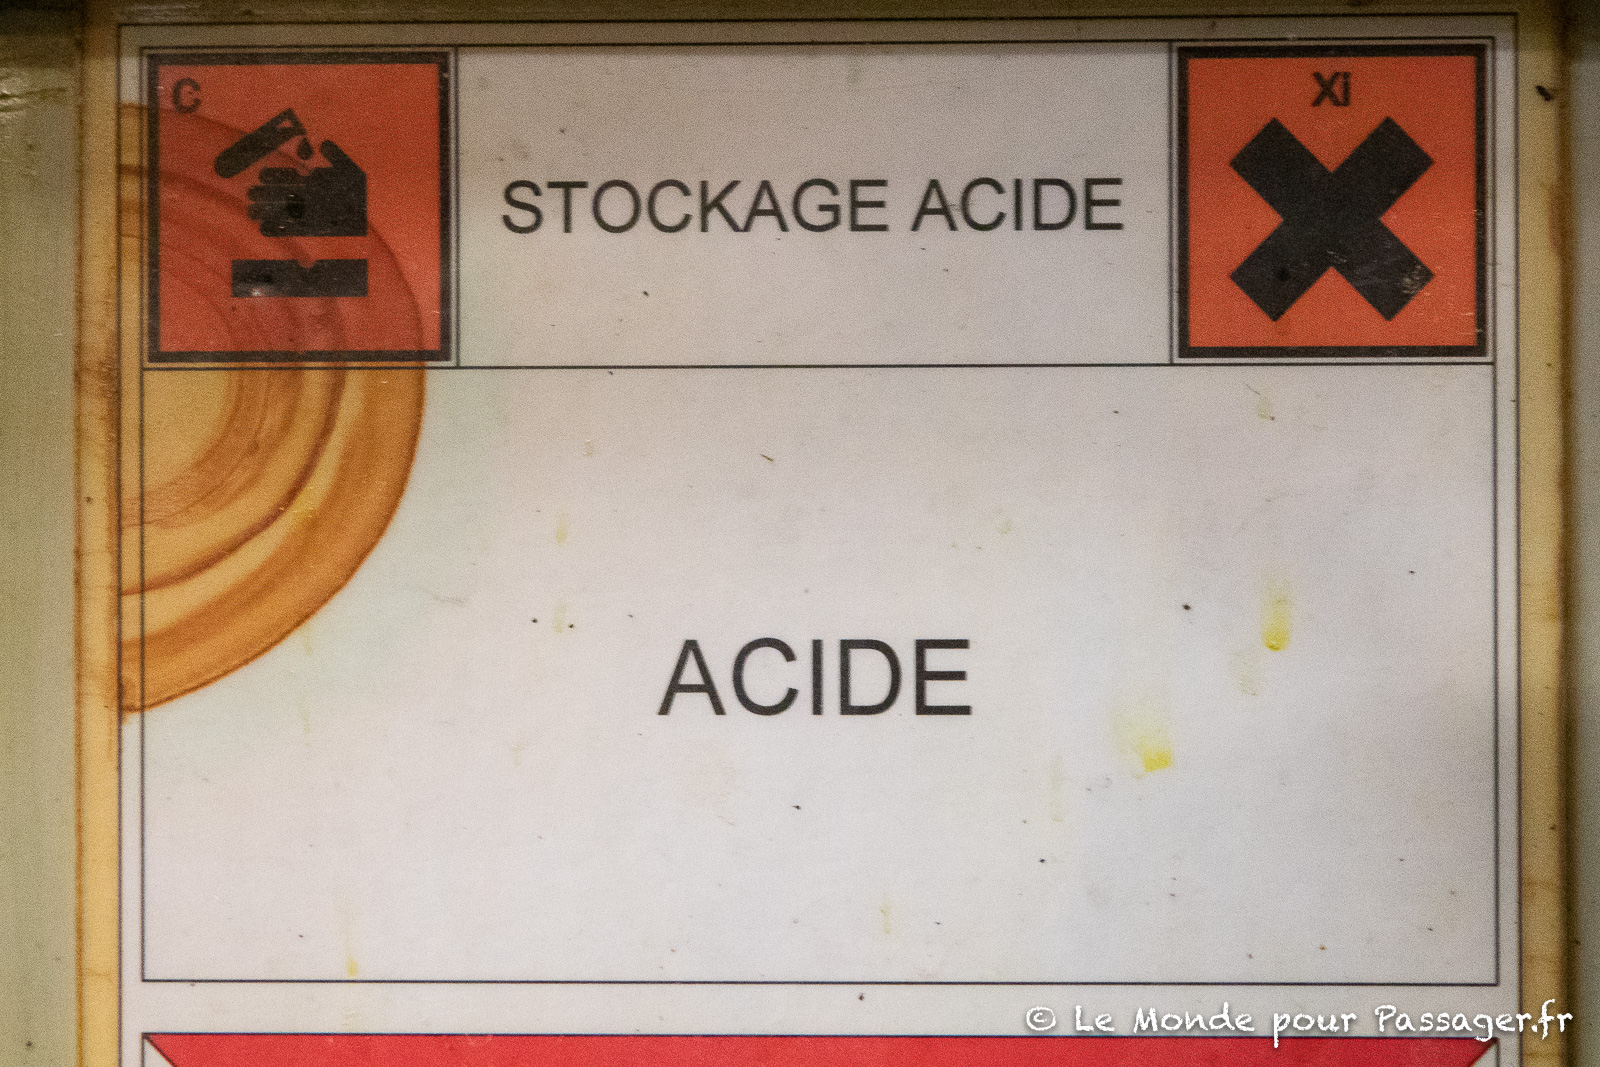 C
STOCKAGE ACIDE
Xi
ACIDE
© Le Monde pour Passager.fr